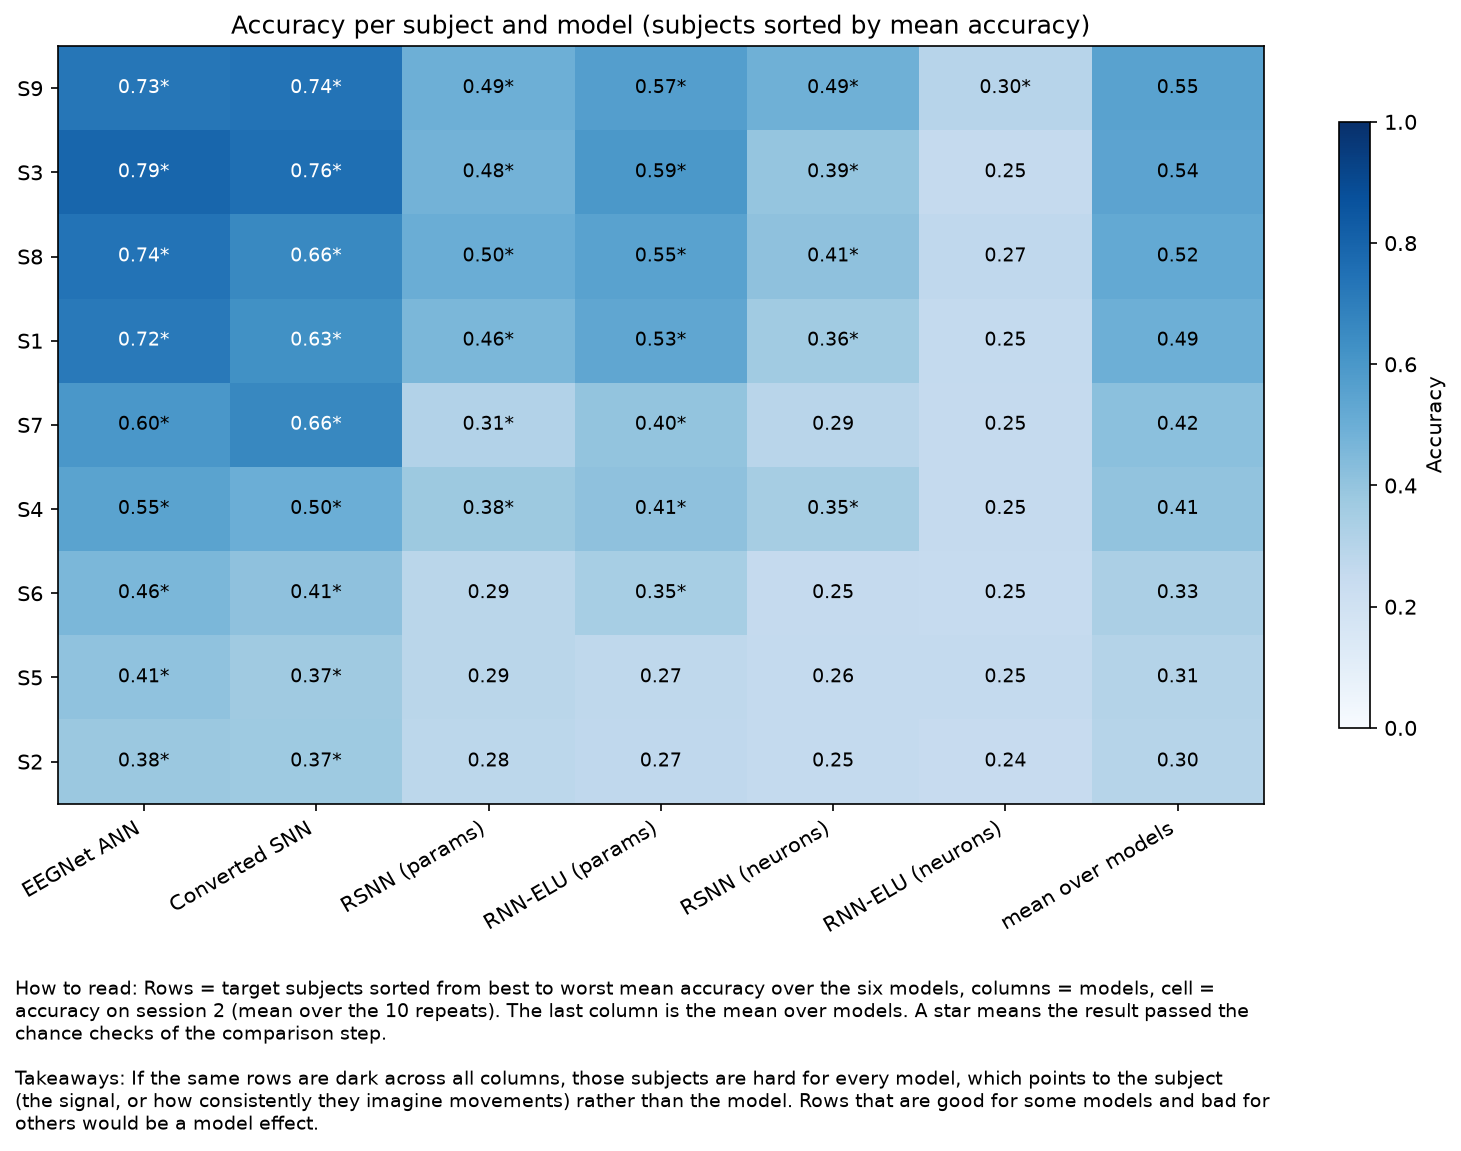 Accuracy per subject and model (subjects sorted by mean accuracy)
S9 0.73* 0.74* 0.49* 0.57* 0.49* 0.30* 0.55
S3 0.79* 0.76* 0.48* 0.59* 0.39* 0.25 0.54
S8 0.74* 0.66* 0.50* 0.55* 0.41* 0.27 0.52
S1 0.72* 0.63* 0.46* 0.53* 0.36* 0.25 0.49
S7 0.60* 0.66* 0.31* 0.40* 0.29 0.25 0.42
S4 0.55* 0.50* 0.38* 0.41* 0.35* 0.25 0.41
S6 0.46* 0.41* 0.29 0.35* 0.25 0.25 0.33
S5 0.41* 0.37* 0.29 0.27 0.26 0.25 0.31
S2 0.38* 0.37* 0.28 0.27 0.25 0.24 0.30
EEGNet ANN
Converted SNN
RSNN (params)
RNN-ELU (params)
RSNN (neurons)
RNN-ELU (neurons)
mean over models
1.0
0.8
0.6
0.4
0.2
0.0
Accuracy
How to read: Rows = target subjects sorted from best to worst mean accuracy over the six models, columns = models, cell =
accuracy on session 2 (mean over the 10 repeats). The last column is the mean over models. A star means the result passed the
chance checks of the comparison step.
Takeaways: If the same rows are dark across all columns, those subjects are hard for every model, which points to the subject
(the signal, or how consistently they imagine movements) rather than the model. Rows that are good for some models and bad for
others would be a model effect.